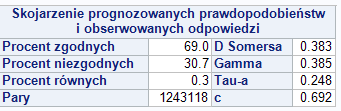 Skojarzenie prognozowanych prawdopodobieństw
i obserwowanych odpowiedzi
Procent zgodnych 69.0 D Somersa 0.383
Procent niezgodnych 30.7 Gamma 0.385
Procent równych 0.3 Tau-a 0.248
Pary 1243118 c 0.692